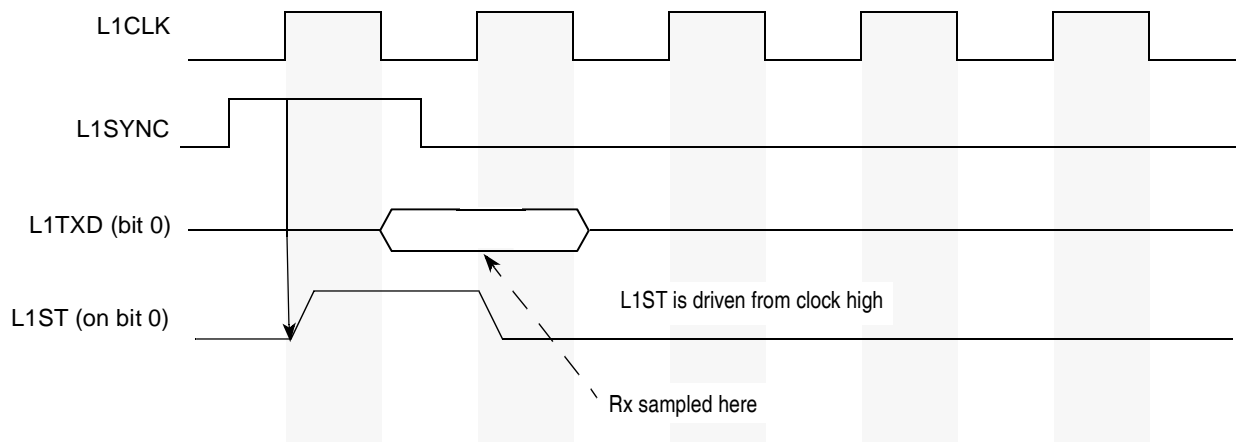 L1CLK
L1SYNC
L1TXD (bit 0)
L1ST is driven from clock high
L1ST (on bit 0)
Rx sampled here